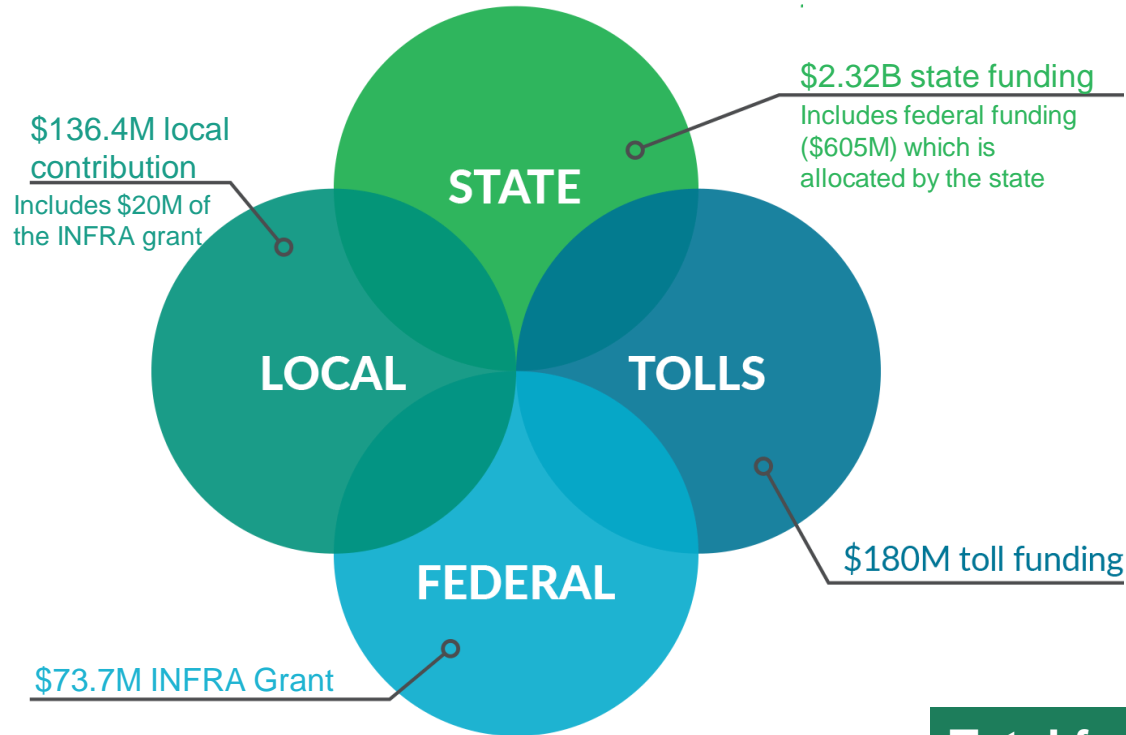 $2.32B state funding
Includes federal funding
($605M) which is
allocated by the state
$136.4M local
contribution
Includes $20M of
the INFRA grant
STATE
LOCAL
TOLLS
FEDERAL
$180M toll funding
$73.7M INFRA Grant